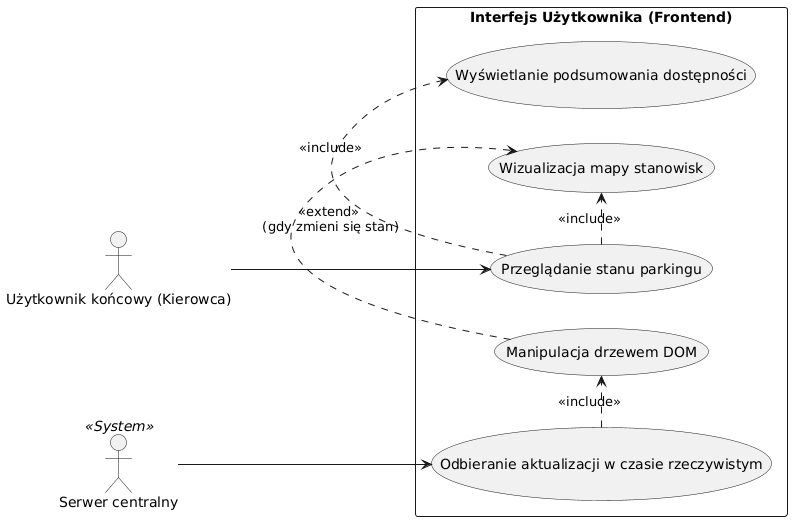 Interfejs Użytkownika (Frontend)
Wyświetlanie podsumowania dostępności
«include»
Wizualizacja mapy stanowisk
«extend»
(gdy zmieni się stan)
«include»
Przeglądanie stanu parkingu
Użytkownik końcowy (Kierowca)
Manipulacja drzewem DOM
«include»
«System»
Odbieranie aktualizacji w czasie rzeczywistym
Serwer centralny